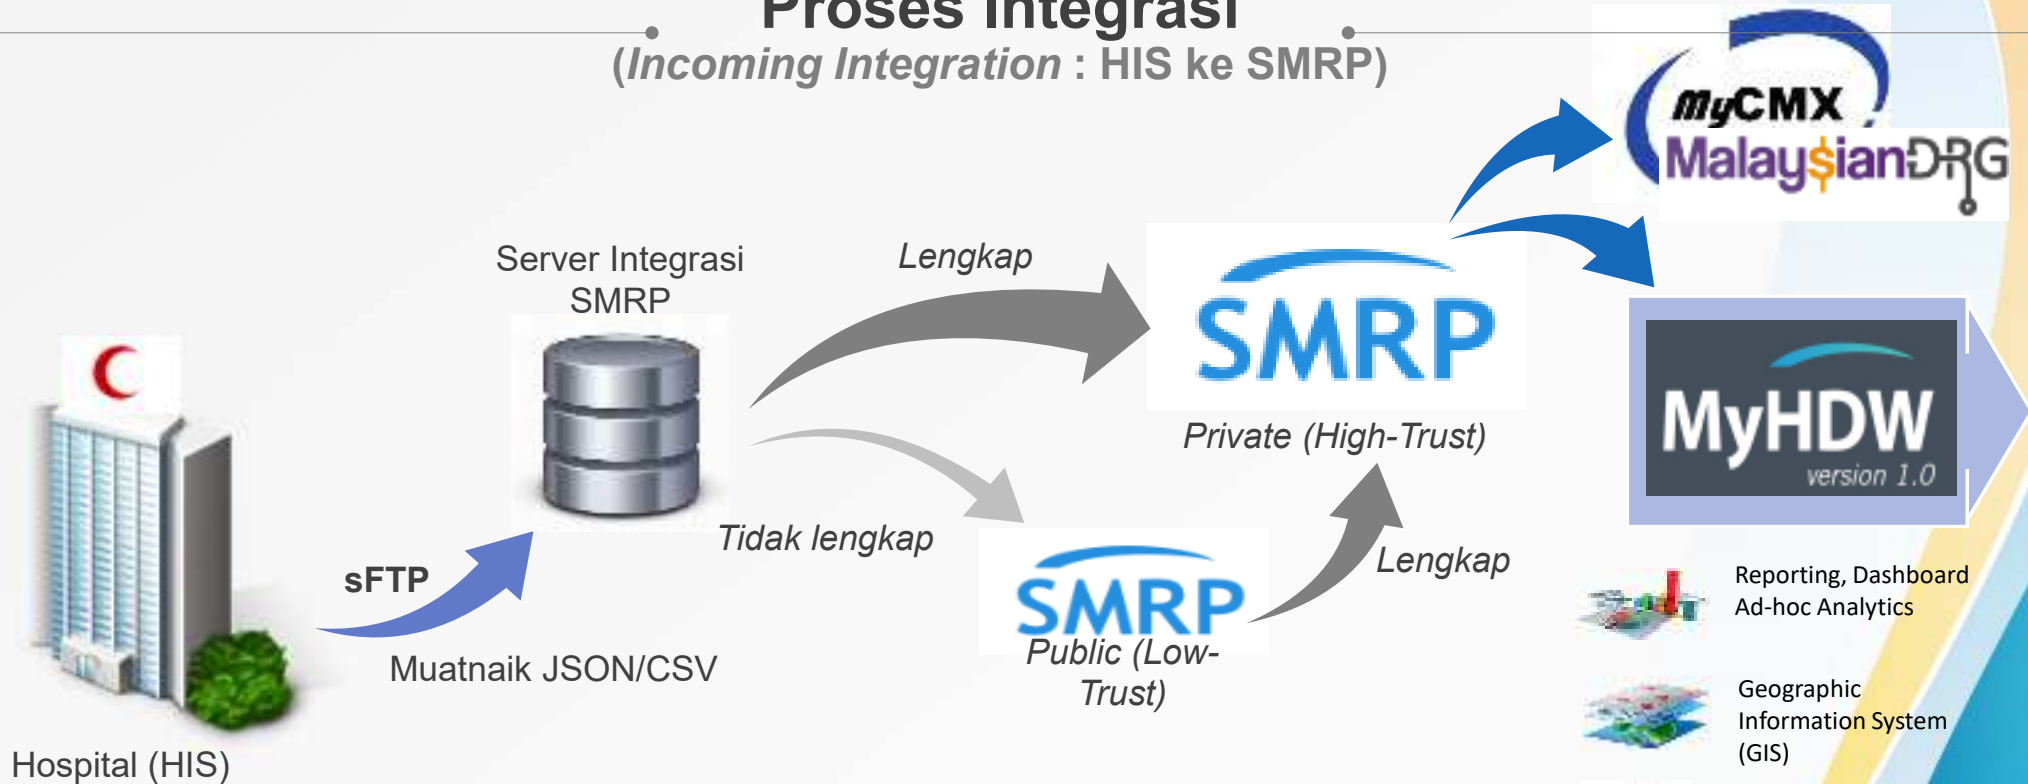 Proses Integrasi
(Incoming Integration : HIS ke SMRP)
MyCMX
Malay$ianDRG
Server Integrasi
SMRP
Lengkap
SMRP
Private (High-Trust)
MyHDW
version 1.0
Tidak lengkap
sFTP
Muatnaik JSON/CSV
SMRP
Public (Low-
Trust)
Lengkap
Reporting, Dashboard
Ad-hoc Analytics
Geographic
Information System
(GIS)
Hospital (HIS)